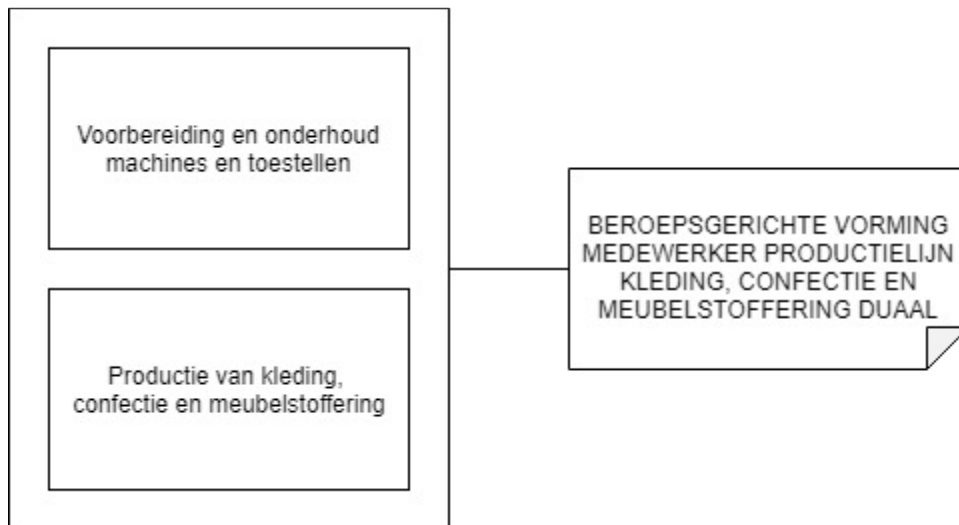 Voorbereiding en onderhoud
machines en toestellen
BEROEPSGERICHTE VORMING
MEDEWERKER PRODUCTIELIJN
KLEDING, CONFECTIE EN
MEUBELSTOFFERING DUAAL
Productie van kleding,
confectie en meubelstoffering